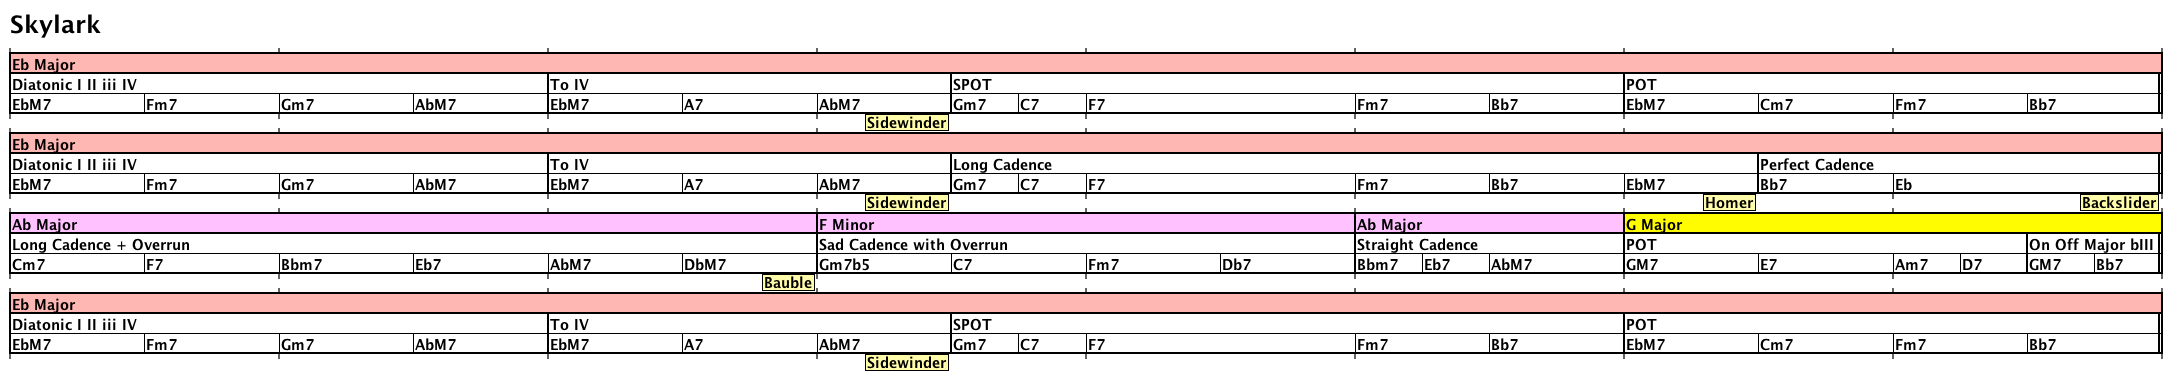 Skylark
Eb Major
Diatonic I II iii IV To IV SPOT POT
EbM7 Fm7 Gm7 AbM7 EbM7 A7 AbM7 Gm7 C7 F7 Fm7 Bb7 EbM7 Cm7 Fm7 Bb7
Sidewinder
Eb Major
Diatonic I II iii IV To IV Long Cadence Perfect Cadence
EbM7 Fm7 Gm7 AbM7 EbM7 A7 AbM7 Gm7 C7 F7 Fm7 Bb7 EbM7 Bb7 Eb
Sidewinder Homer Backslider
Ab Major F Minor Ab Major G Major
Long Cadence + Overrun Sad Cadence with Overrun Straight Cadence POT On Off Major bIII
Cm7 F7 Bbm7 Eb7 AbM7 DbM7 Gm7b5 C7 Fm7 Db7 Bbm7 Eb7 AbM7 GM7 E7 Am7 D7 GM7 Bb7
Bauble
Eb Major
Diatonic I II iii IV To IV SPOT POT
EbM7 Fm7 Gm7 AbM7 EbM7 A7 AbM7 Gm7 C7 F7 Fm7 Bb7 EbM7 Cm7 Fm7 Bb7
Sidewinder